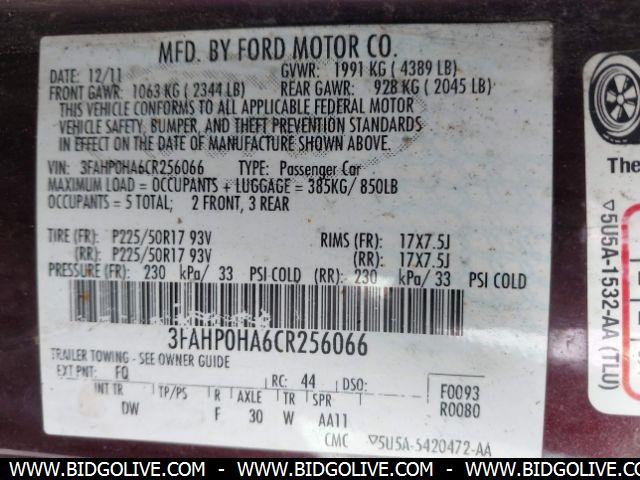 MFD. BY FORD MOTOR CO.
DATE: 12/11 GVWR: 1991 KG ( 4389 LB)
FRONT GAWR: 1063 KG ( 2344 LB) REAR GAWR: 928 KG ( 2045 LB)
THIS VEHICLE CONFORMS TO ALL APPLICABLE FEDERAL MOTOR
VEHICLE SAFETY, BUMPER, AND THEFT PREVENTION STANDARDS
IN EFFECT ON THE DATE OF MANUFACTURE SHOWN ABOVE.
VIN: 3FAHP0HA6CR256066 TYPE: Passenger Car
MAXIMUM LOAD = OCCUPANTS + LUGGAGE = 385KG/ 850LB
OCCUPANTS = 5 TOTAL; 2 FRONT, 3 REAR
TIRE (FR): P225/50R17 93V RIMS (FR): 17X7.5J
(RR): P225/50R17 93V (RR): 17X7.5J
PRESSURE (FR): 230 kPa/ 33 PSI COLD (RR): 230 kPa/ 33 PSI COLD
3FAHP0HA6CR256066
TRAILER TOWING - SEE OWNER GUIDE
EXT PNT: FQ RC: 44 DSO: F0093
INT TR TP/PS R AXLE TR SPR R0080
DW F 30 W AA11
CMC ▽5U5A-5420472-AA
The
▽5U5A-1532-AA (TLU)
WWW.BIDGOLIVE.COM - WWW.BIDGOLIVE.COM - WWW.BIDGOLIVE.COM - WWW.BIDGOLIVE.COM